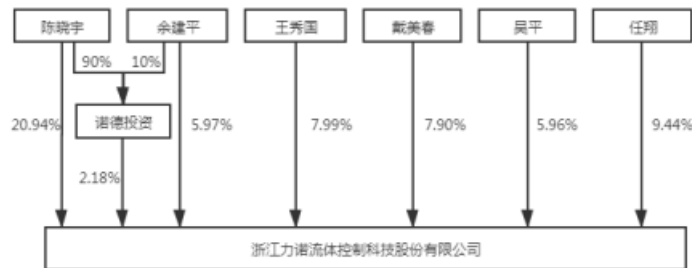 陈晓宇
余建平
王秀国
戴美春
吴平
任翔
90%
10%
诺德投资
20.94%
5.97%
7.99%
7.90%
5.96%
9.44%
2.18%
浙江力诺流体控制科技股份有限公司